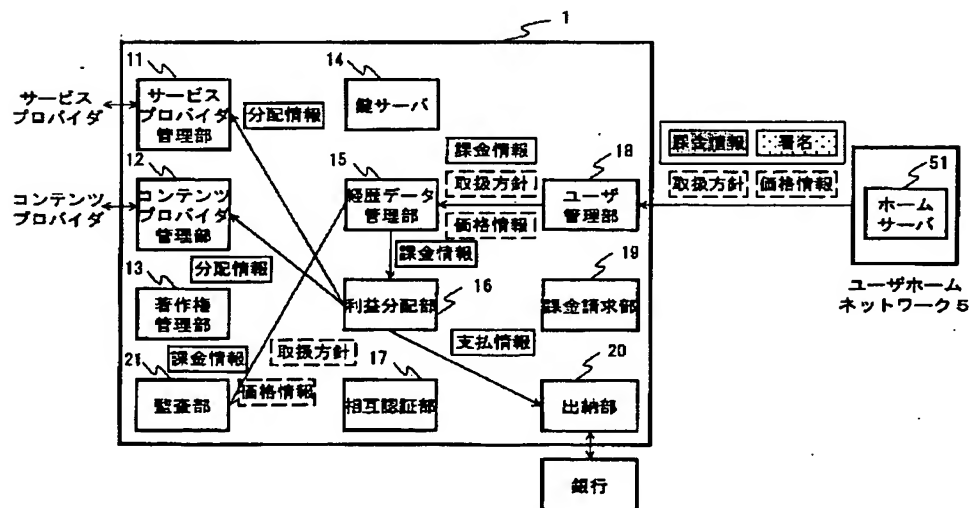 1
11
サービス
プロバイダ
管理部
14
鍵サーバ
サービス
プロバイダ
分配情報
課金情報
署名
12
コンテンツ
プロバイダ
管理部
15
経歴データ
管理部
課金情報
取扱方針
価格情報
18
ユーザ
管理部
取扱方針
価格情報
51
ホーム
サーバ
コンテンツ
プロバイダ
課金情報
13
著作権
管理部
分配情報
利益分配部
16
19
課金請求部
ユーザホーム
ネットワーク5
支払情報
21
監査部
課金情報
取扱方針
価格情報
17
相互認証部
20
出納部
銀行